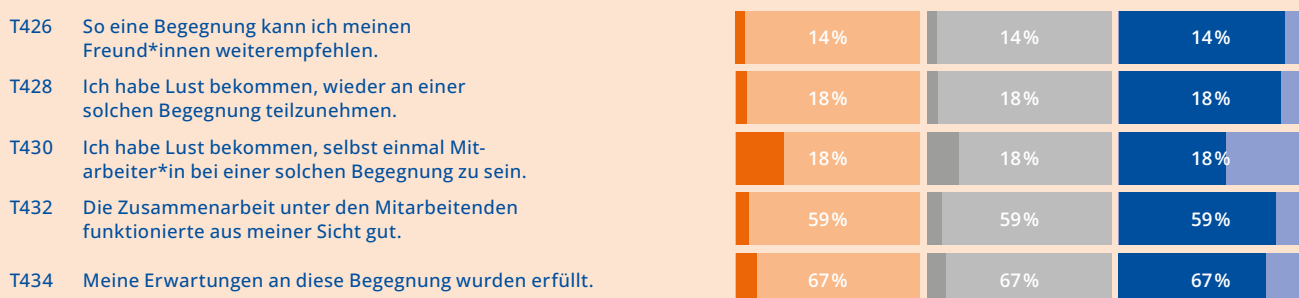 T426 So eine Begegnung kann ich meinen
Freund*innen weiterempfehlen.
14% 14% 14%
T428 Ich habe Lust bekommen, wieder an einer
solchen Begegnung teilzunehmen.
18% 18% 18%
T430 Ich habe Lust bekommen, selbst einmal Mit-
arbeiter*in bei einer solchen Begegnung zu sein.
18% 18% 18%
T432 Die Zusammenarbeit unter den Mitarbeitenden
funktionierte aus meiner Sicht gut.
59% 59% 59%
T434 Meine Erwartungen an diese Begegnung wurden erfüllt.
67% 67% 67%